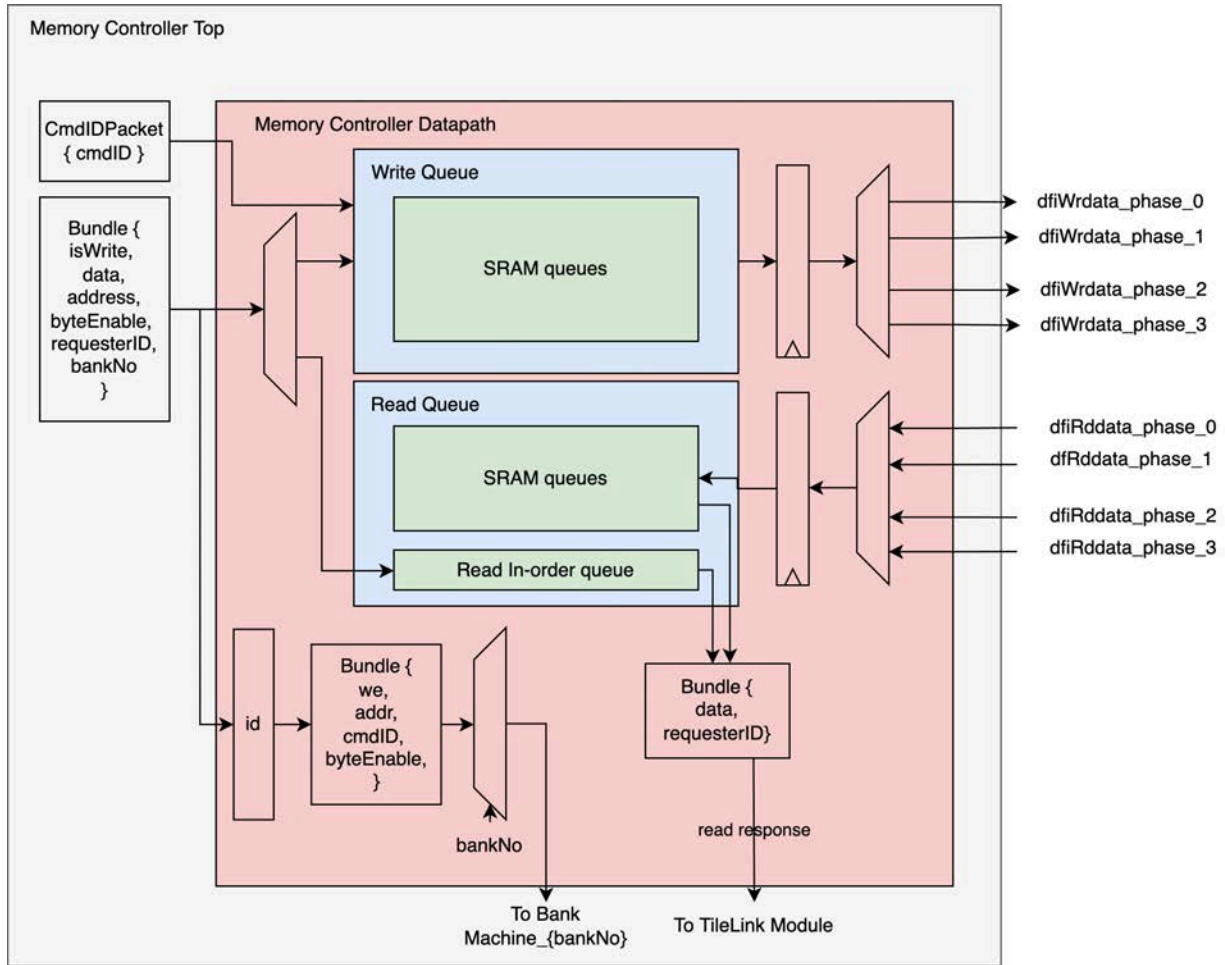 Memory Controller Top
CmdIDPacket
{ cmdID }
Bundle {
isWrite,
data,
address,
byteEnable,
requesterID,
bankNo
}
Memory Controller Datapath
Write Queue
SRAM queues
Read Queue
SRAM queues
Read In-order queue
dfiWrdata_phase_0
dfiWrdata_phase_1
dfiWrdata_phase_2
dfiWrdata_phase_3
dfiRddata_phase_0
dfRddata_phase_1
dfiRddata_phase_2
dfiRddata_phase_3
id
Bundle {
we,
addr,
cmdID,
byteEnable,
}
bankNo
Bundle {
data,
requesterID}
read response
To Bank
Machine_{bankNo}
To TileLink Module